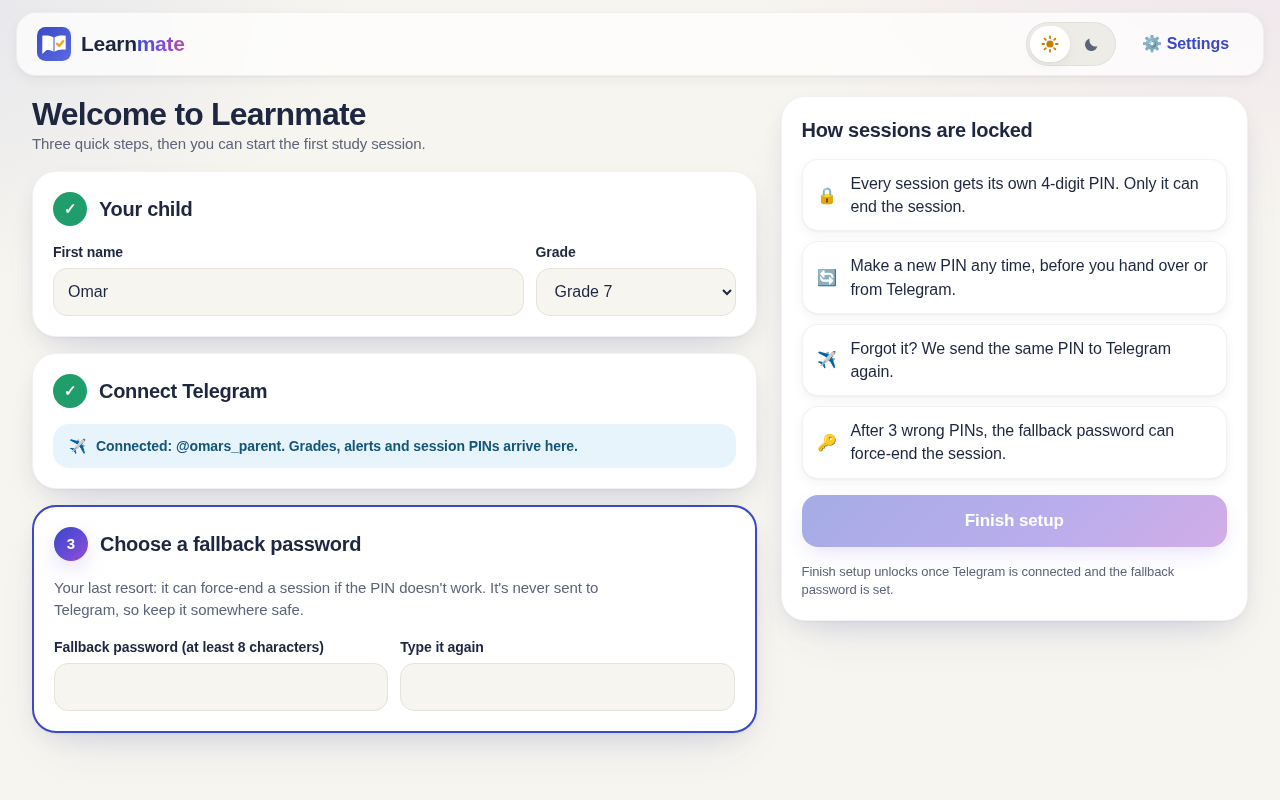 Learnmate
⚙️ Settings
Welcome to Learnmate
Three quick steps, then you can start the first study session.
✓ Your child
First name
Grade
Omar
Grade 7
✓ Connect Telegram
Connected: @omars_parent. Grades, alerts and session PINs arrive here.
3 Choose a fallback password
Your last resort: it can force-end a session if the PIN doesn't work. It's never sent to
Telegram, so keep it somewhere safe.
Fallback password (at least 8 characters)
Type it again
How sessions are locked
Every session gets its own 4-digit PIN. Only it can
end the session.
Make a new PIN any time, before you hand over or
from Telegram.
Forgot it? We send the same PIN to Telegram
again.
After 3 wrong PINs, the fallback password can
force-end the session.
Finish setup
Finish setup unlocks once Telegram is connected and the fallback
password is set.